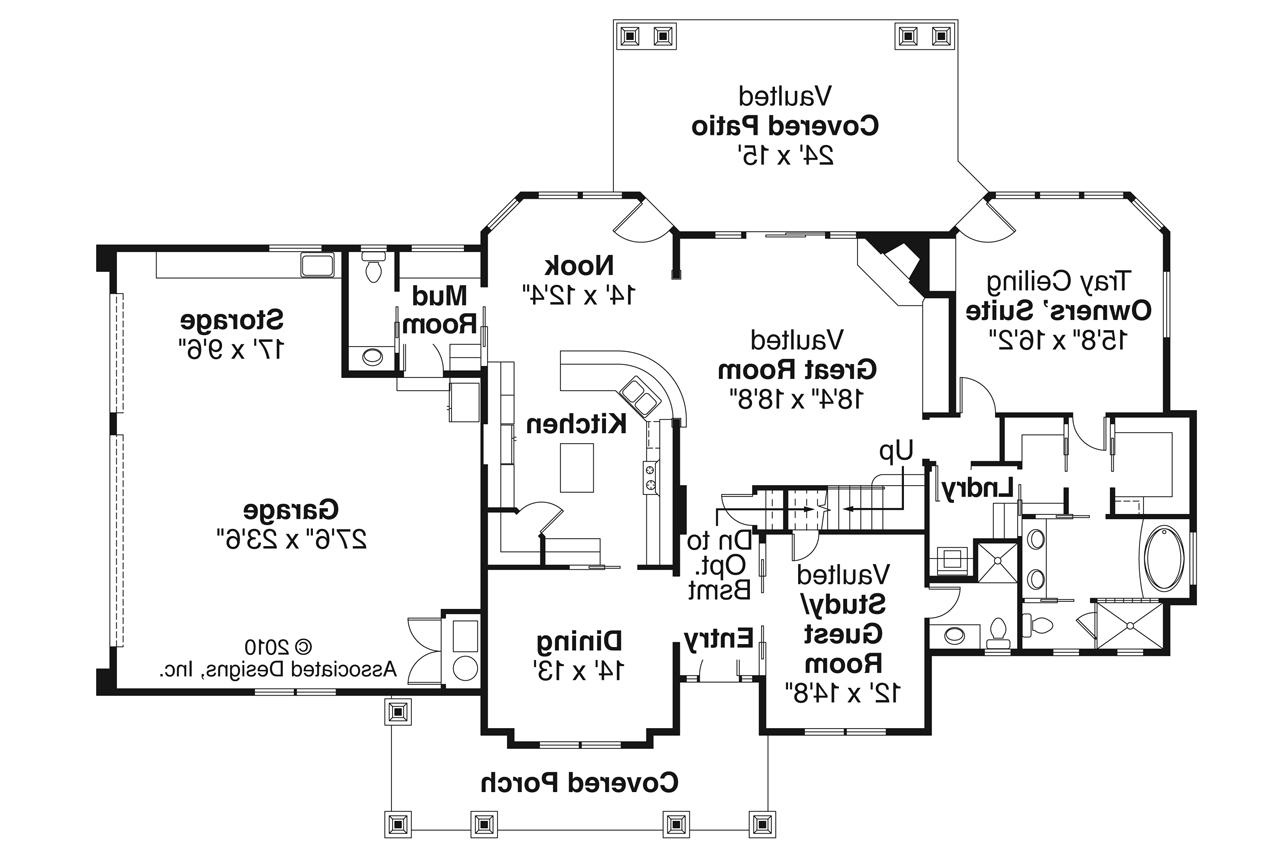 Vaulted
Covered Patio
24' x 15'
Nook
14' x 12'4"
Mud
Room
Storage
17' x 9'6"
Tray Ceiling
Owners' Suite
15'8" x 16'2"
Vaulted
Great Room
18'4" x 18'8"
Kitchen
Up
Lndry
Garage
27'6" x 23'6"
Dn to
Opt.
Bsmt
Vaulted
Study/
Guest
Room
12' x 14'8"
Entry
Dining
14' x 13'
© 2010
Associated Designs, Inc.
Covered Porch